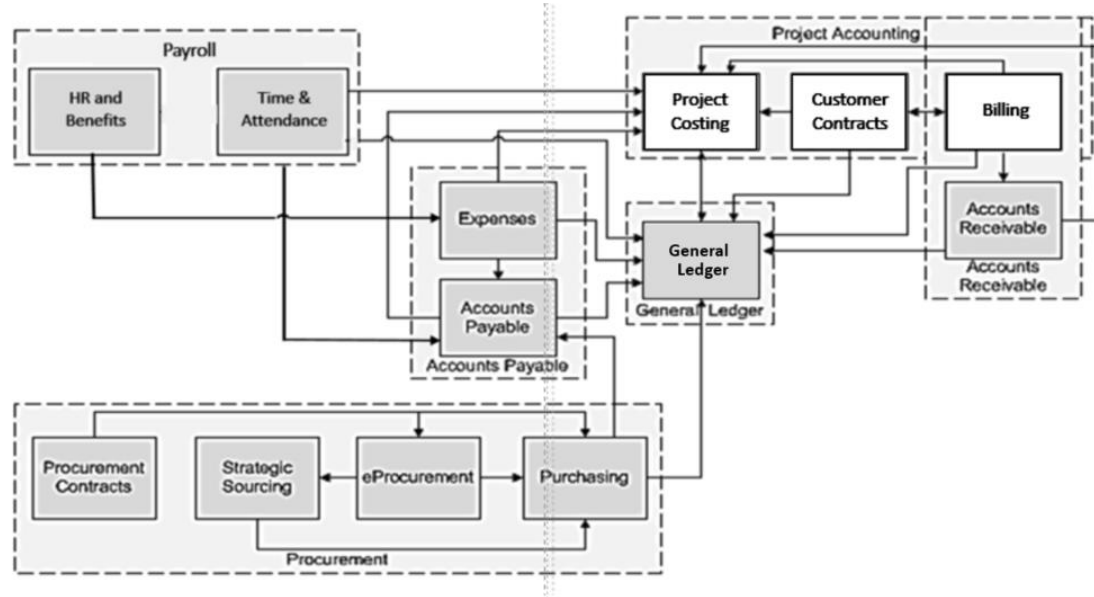 Payroll
HR and
Benefits
Time &
Attendance
Project Accounting
Project
Costing
Customer
Contracts
Billing
Expenses
Accounts
Payable
Accounts Payable
General
Ledger
General Ledger
Accounts
Receivable
Accounts
Receivable
Procurement
Contracts
Strategic
Sourcing
eProcurement
Purchasing
Procurement